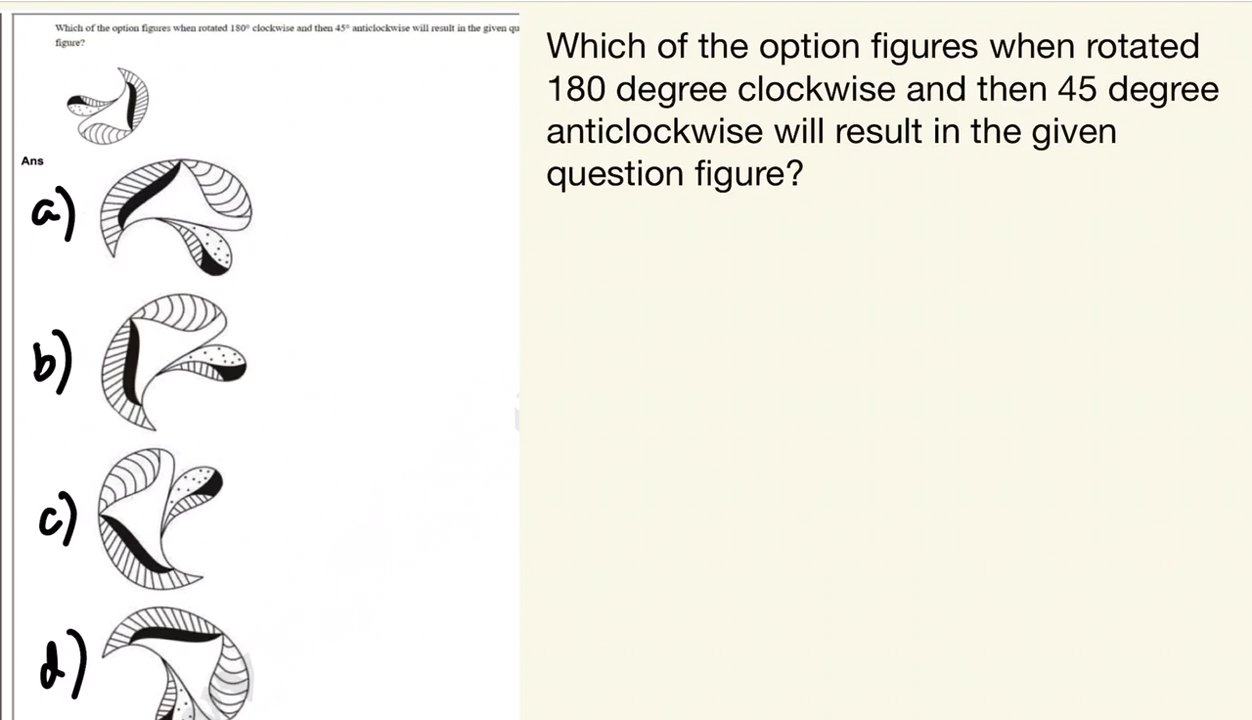 Which of the option figures when rotated 180° clockwise and then 45° anticlockwise will result in the given qu
figure?
Ans
a)
b)
c)
d)
Which of the option figures when rotated
180 degree clockwise and then 45 degree
anticlockwise will result in the given
question figure?